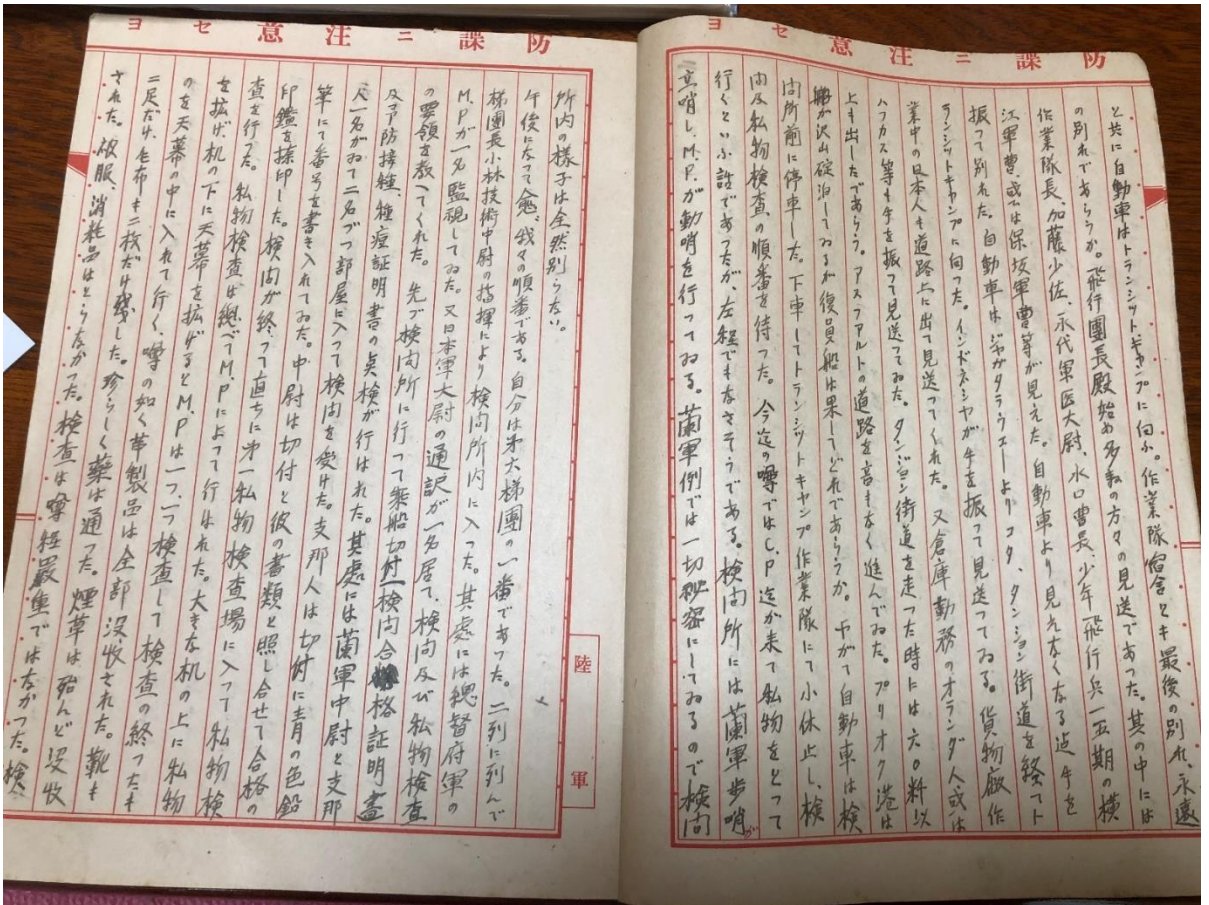 防諜ニ注意セヨ
と共に自動車はトランシットキャンプに向ふ。作業隊宿舎とも最後の別れ、永遠
の別れであらうか。飛行團長殿始め多数の方々の見送であった。其の中には
作業隊長、加藤少佐、永代軍医大尉、水口曹長、少年飛行兵一五期の横
江軍曹、或は保坂軍曹等が見えた。自動車より見えなくなる迠手を
振って別れた。自動車はジャガタラウエーよりコタ、タンジョン街道を経てト
ランシットキャンプに向った。インドネシヤが手を振って見送ってゐる。貨物廠作
業中の日本人も道路上に出て見送ってくれた。又倉庫勤務のオランダ人或は
ハフカス等も手を振って見送ってゐた。タンジョン街道を走った時には六〇粁以
上も出したであらう。アスファルトの道路を音もなく進んでゐた。プリオク港は
船が沢山碇泊してゐるが復員船は果してどれであらうか。やがて自動車は検
問所前に停車した。下車してトランシットキャンプ作業隊にて小休止し、検
問及私物検査の順番を待った。今迠の噂ではC,P迠が来て私物をとって
行くといふ話であったが、左程でもなささうである。検問所には蘭軍歩哨が
立哨し、M.P.が動哨を行ってゐる。蘭軍側では一切秘密にしてゐるので検問
防諜ニ注意セヨ
所内の様子は全然別らない。
午後になって愈々我々の順番である。自分は第六梯團の一番であった。二列に列んで
梯團長小林技術中尉の指揮により検問所内に入った。其處には總督府軍の
M.Pが一名監視してゐた。又日本軍大尉の通訳が一名居て、検問及び私物検査
の要領を教へてくれた。先づ検問所に行って乗船切付検問合格証明書
及予防接種、種痘証明書の点検が行はれた。其處には蘭軍中尉と支那
人一名がゐて二名づつ部屋に入って検問を受けた。支那人は切付に青の色鉛
筆にて番号を書き入れてゐた。中尉は切付と彼の書類と照し合せて合格の
印鑑を捺印した。検問が終って直ちに第一私物検査場に入って私物検
査を行った。私物検査は總べてM.Pによって行はれた。大きな机の上に私物
を拡げ机の下に天幕を拡げるとM.Pは一つ、一つ検査して検査の終ったも
のを天幕の中に入れて行く、噂の如く革製品は全部没收された。靴も
二足だけ、毛布も二枚だけ残した。珍らしく藥は通った。煙草は殆んど没收
された。被服、消耗品はとらなかった。検査は噂程嚴重ではなかった。検
陸軍